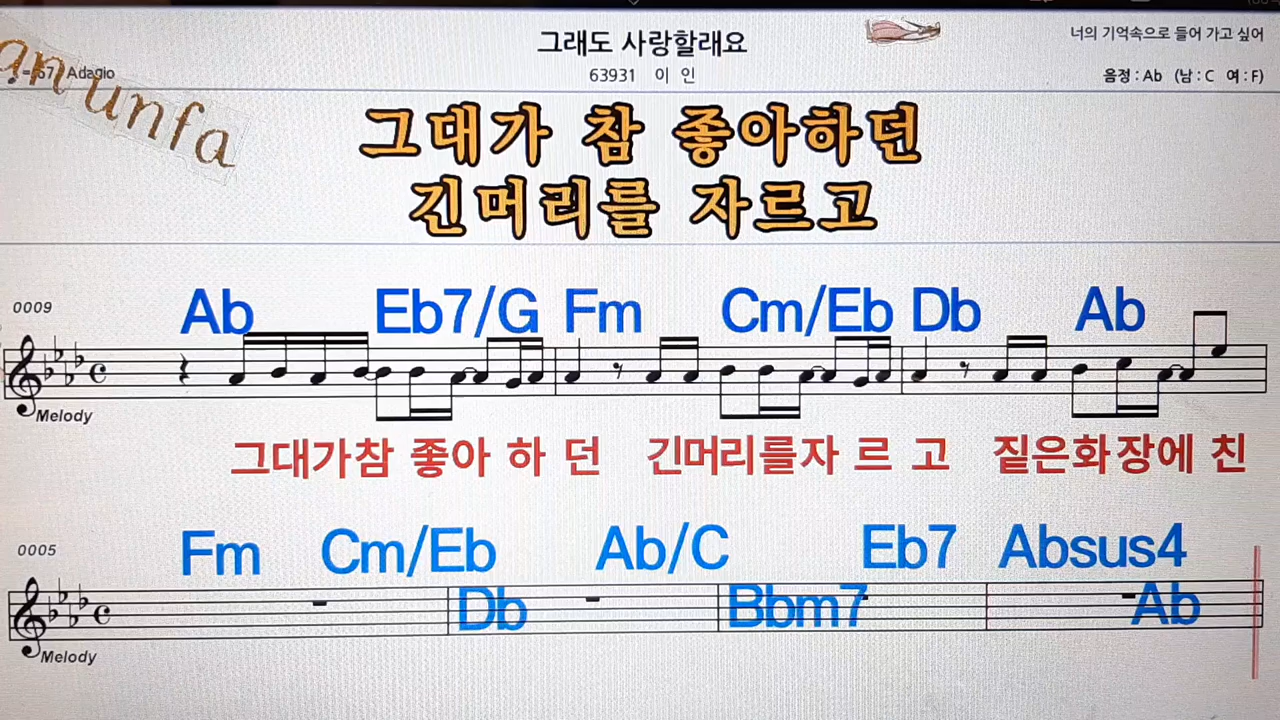 그래도 사랑할래요
너의 기억속으로 들어 가고 싶어
Adagio
63931 이 인
음정 : Ab (남 : C 여 : F)
an unfa
그대가 참 좋아하던
긴머리를 자르고
0009
Ab Eb7/G Fm Cm/Eb Db Ab
Melody
그대가참 좋아 하 던 긴머리를자 르 고 짙은화장에 친
0005
Fm Cm/Eb Ab/C Eb7 Absus4
Db Bbm7 Ab
Melody